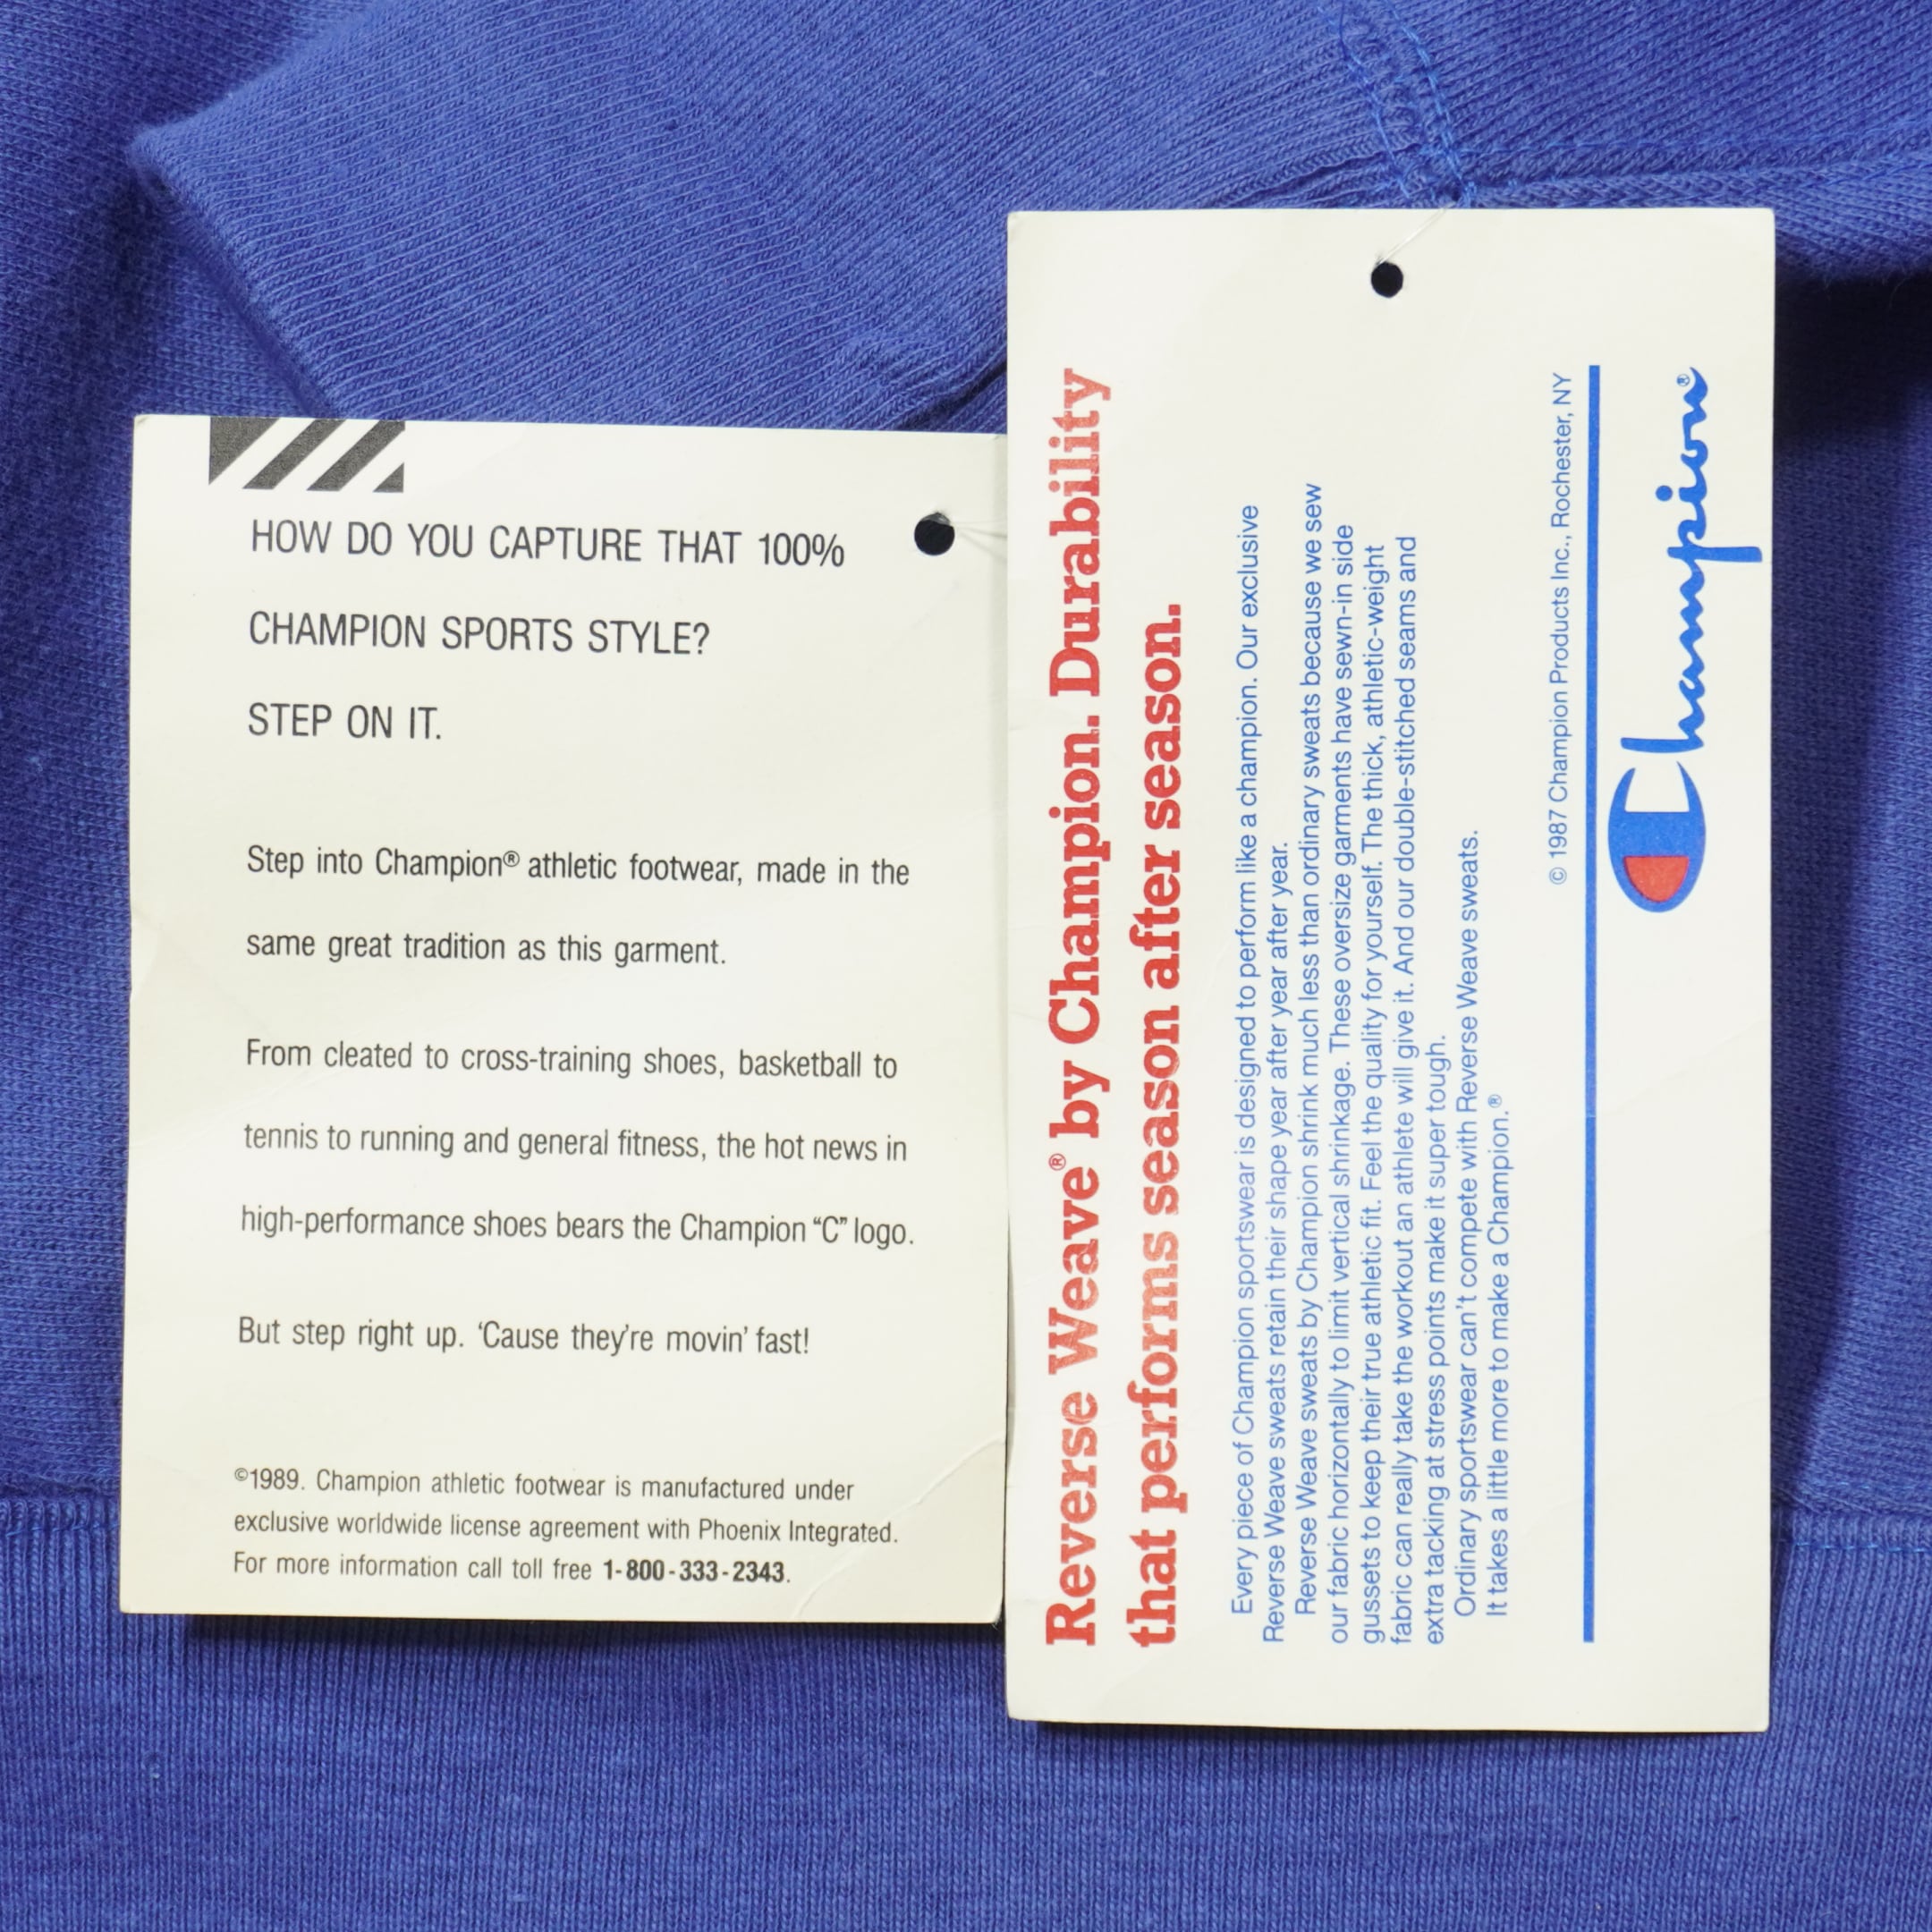 HOW DO YOU CAPTURE THAT 100%
CHAMPION SPORTS STYLE?
STEP ON IT.
Step into Champion® athletic footwear, made in the
same great tradition as this garment.
From cleated to cross-training shoes, basketball to
tennis to running and general fitness, the hot news in
high-performance shoes bears the Champion “C” logo.
But step right up. ‘Cause they’re movin’ fast!
©1989. Champion athletic footwear is manufactured under
exclusive worldwide license agreement with Phoenix Integrated.
For more information call toll free 1-800-333-2343.
Reverse Weave® by Champion. Durability
that performs season after season.
Every piece of Champion sportswear is designed to perform like a champion. Our exclusive
Reverse Weave sweats retain their shape year after year after year.
Reverse Weave sweats by Champion shrink much less than ordinary sweats because we sew
our fabric horizontally to limit vertical shrinkage. These oversize garments have sewn-in side
gussets to keep their true athletic fit. Feel the quality for yourself. The thick, athletic-weight
fabric can really take the workout an athlete will give it. And our double-stitched seams and
extra tacking at stress points make it super tough.
Ordinary sportswear can't compete with Reverse Weave sweats.
It takes a little more to make a Champion.®
© 1987 Champion Products Inc., Rochester, NY
Champion®